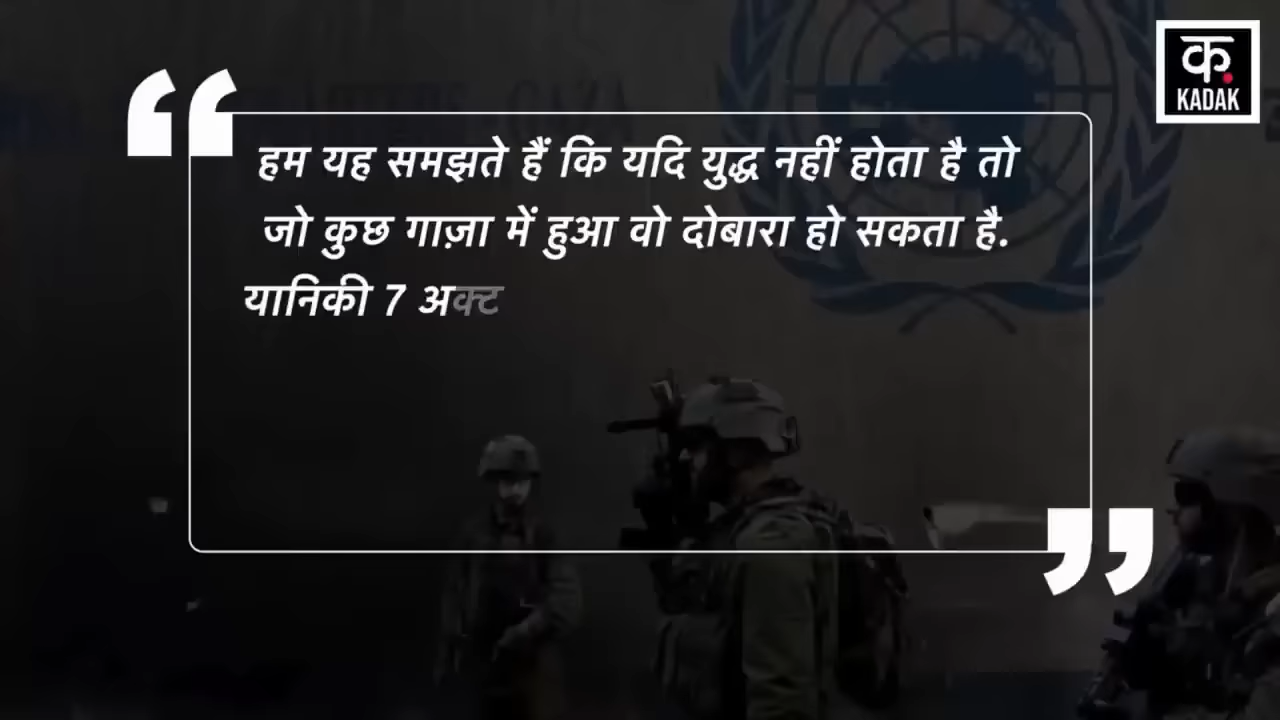 क
KADAK
हम यह समझते हैं कि यदि युद्ध नहीं होता है तो
जो कुछ गाज़ा में हुआ वो दोबारा हो सकता है.
यानिकी 7 अक्ट